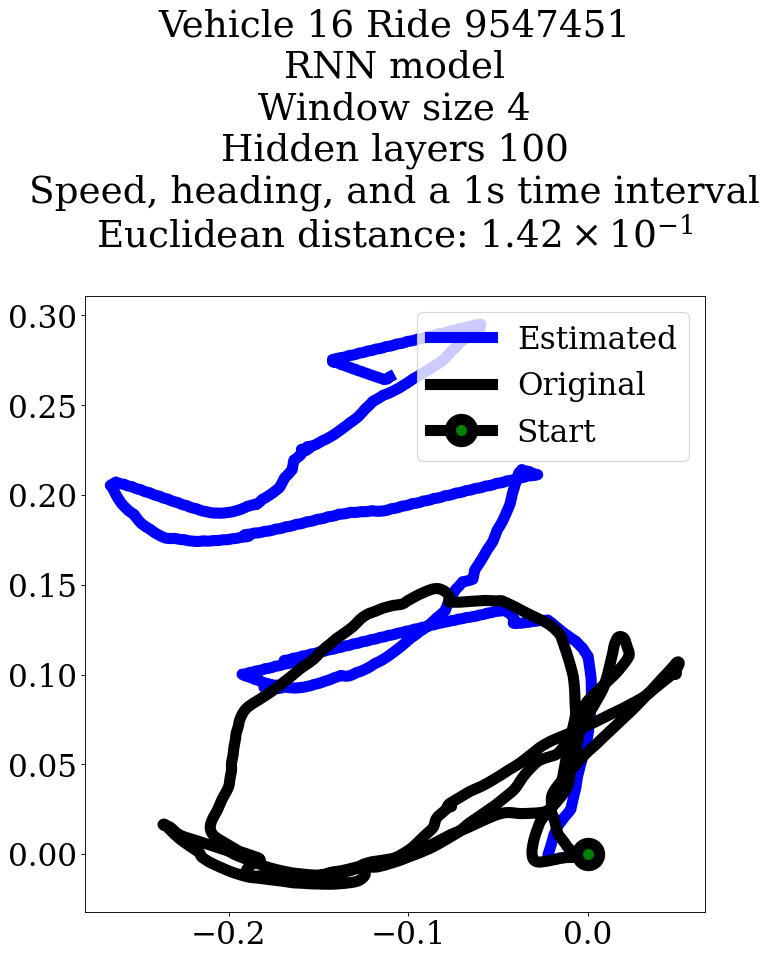 Vehicle 16 Ride 9547451
RNN model
Window size 4
Hidden layers 100
Speed, heading, and a 1s time interval
Euclidean distance: 1.42 × 10⁻¹
0.30
0.25
0.20
0.15
0.10
0.05
0.00
Estimated
Original
Start
−0.2 −0.1 0.0